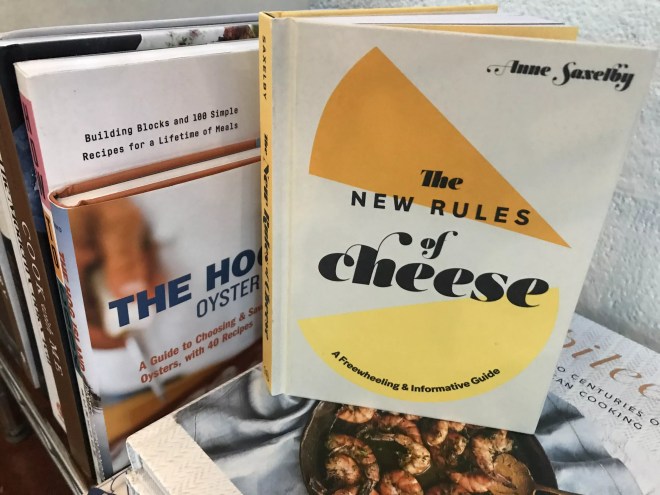 Building Blocks and 100 Simple
Recipes for a Lifetime of Meals
THE HO
OYSTER
A Guide to Choosing &
Oysters, with 40 Recipes
SAXELBY
The New Rules of Cheese
Anne Saxelby
The
NEW RULES
of
cheese
A Freewheeling & Informative Guide
CENTURIES
COOKING